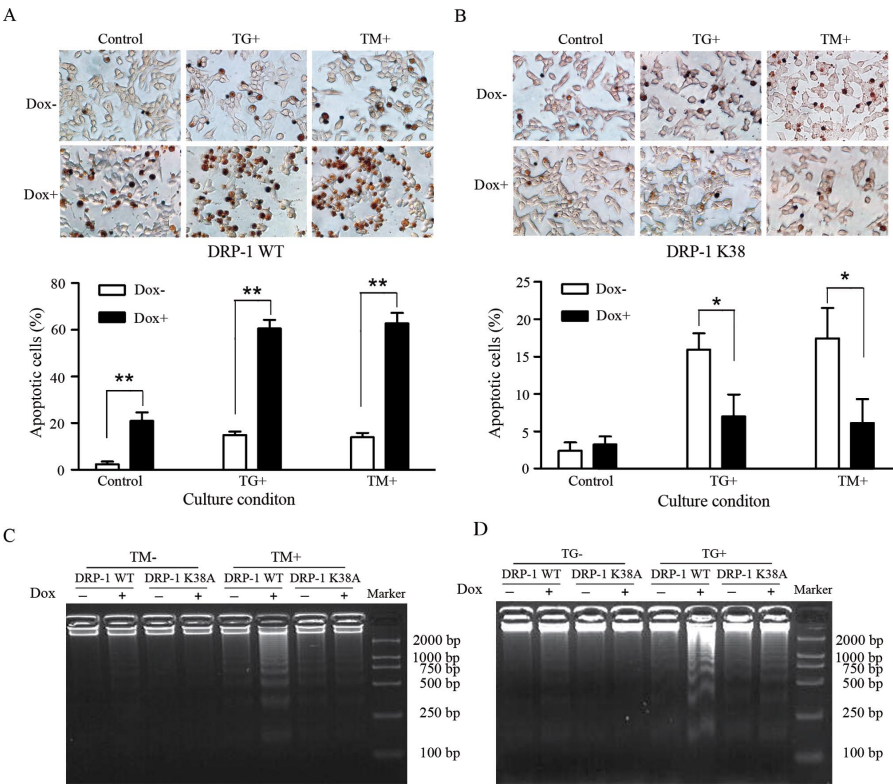 A
Control TG+ TM+
Dox-
Dox+
DRP-1 WT
80
60
40
20
0
Apoptotic cells (%)
Dox-
Dox+
**
**
**
Control TG+ TM+
Culture conditon
B
Control TG+ TM+
Dox-
Dox+
DRP-1 K38
25
20
15
10
5
0
Apoptotic cells (%)
Dox-
Dox+
*
*
Control TG+ TM+
Culture condition
C
TM- TM+
DRP-1 WT DRP-1 K38A DRP-1 WT DRP-1 K38A
Dox – + – + – + – + Marker
2000 bp
1000 bp
750 bp
500 bp
250 bp
100 bp
D
TG- TG+
DRP-1 WT DRP-1 K38A DRP-1 WT DRP-1 K38A
Dox – + – + – + – + Marker
2000 bp
1000 bp
750 bp
500 bp
250 bp
100 bp